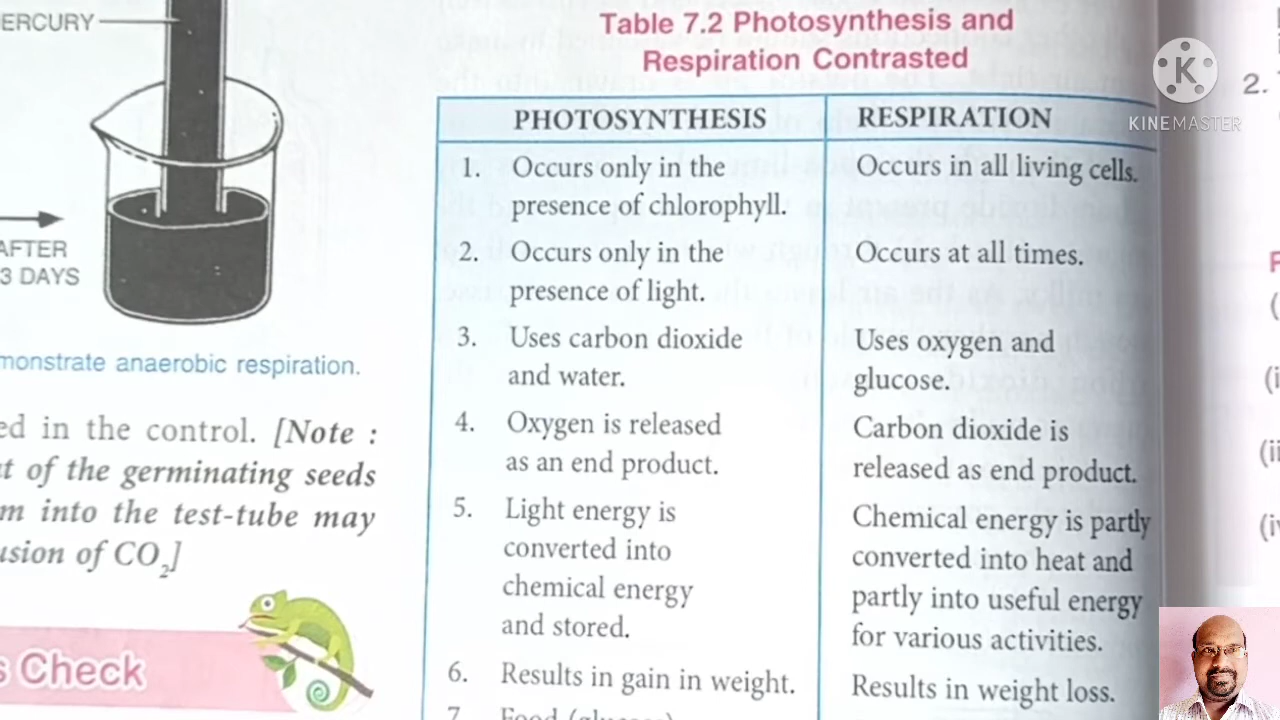 ERCURY
AFTER
3 DAYS
monstrate anaerobic respiration.
ed in the control. [Note :
of the germinating seeds
m into the test-tube may
usion of CO₂]
s Check
Table 7.2 Photosynthesis and
Respiration Contrasted
PHOTOSYNTHESIS RESPIRATION
1. Occurs only in the Occurs in all living cells.
presence of chlorophyll.
2. Occurs only in the Occurs at all times.
presence of light.
3. Uses carbon dioxide Uses oxygen and
and water. glucose.
4. Oxygen is released Carbon dioxide is
as an end product. released as end product.
5. Light energy is Chemical energy is partly
converted into converted into heat and
chemical energy partly into useful energy
and stored. for various activities.
6. Results in gain in weight. Results in weight loss.
7. Food (glucose)
K
KINEMASTER
2.